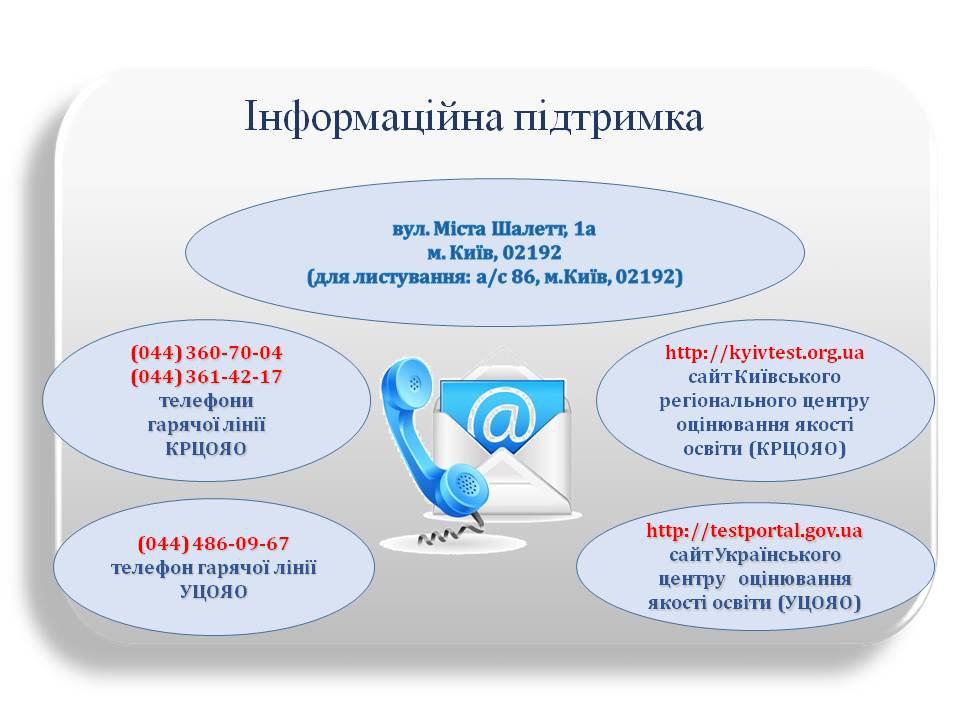 Інформаційна підтримка
вул. Міста Шалетт, 1а
м. Київ, 02192
(для листування: а/с 86, м.Київ, 02192)
(044) 360-70-04
(044) 361-42-17
телефони
гарячої лінії
КРЦОЯО
http://kyivtest.org.ua
сайт Київського
регіонального центру
оцінювання якості
освіти (КРЦОЯО)
@
(044) 486-09-67
телефон гарячої лінії
УЦОЯО
http://testportal.gov.ua
сайт Українського
центру оцінювання
якості освіти (УЦОЯО)